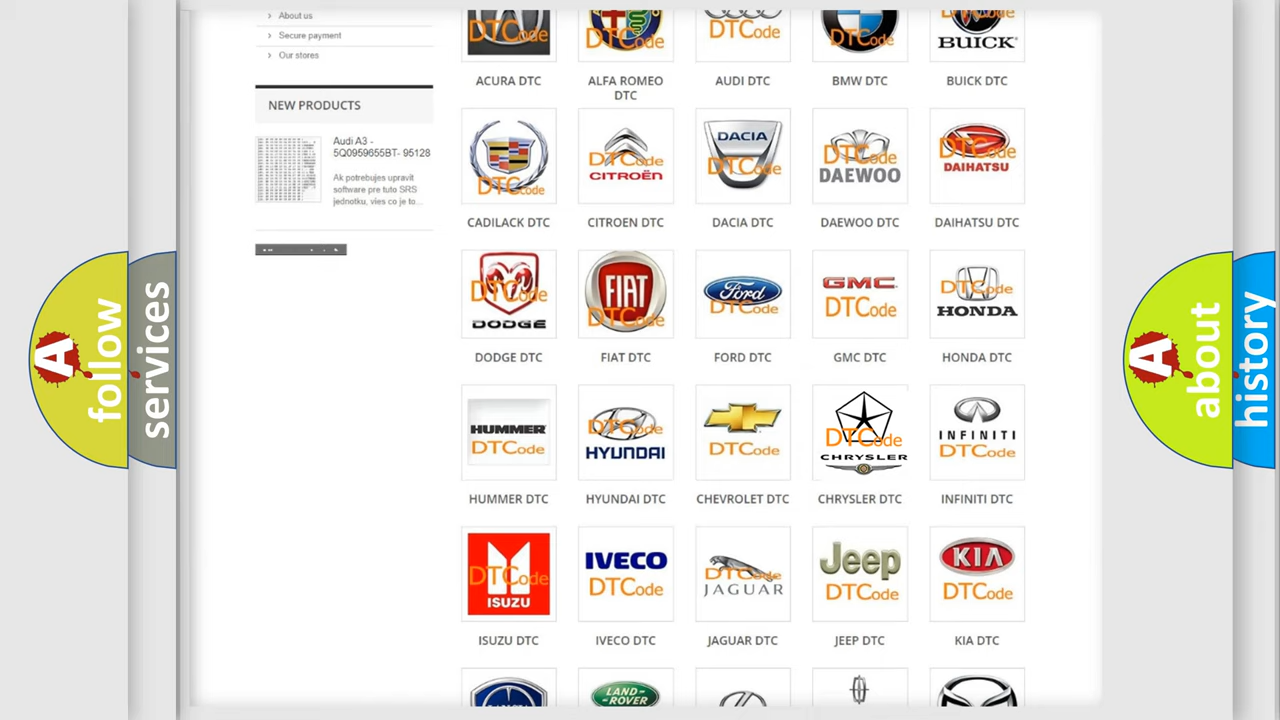 About us
Secure payment
Our stores
NEW PRODUCTS
Audi A3 -
5Q0959655BT- 95128
Ak potrebujes upravit
software pre tuto SRS
jednotku, vies co je to...
DTCode DTCode DTCode DTCode BUICK
ACURA DTC
ALFA ROMEO
DTC
AUDI DTC
BMW DTC
BUICK DTC
DTCode
DTCode
CITROËN
DACIA
DTCode
DTCode
DAEWOO
DTCode
DAIHATSU
CADILACK DTC
CITROEN DTC
DACIA DTC
DAEWOO DTC
DAIHATSU DTC
DTCode
DODGE
FIAT
DTCode
Ford
DTCode
GMC
DTCode
DTCode
HONDA
DODGE DTC
FIAT DTC
FORD DTC
GMC DTC
HONDA DTC
HUMMER
DTCode
DTCode
HYUNDAI
DTCode
DTCode
CHRYSLER
INFINITI
DTCode
HUMMER DTC
HYUNDAI DTC
CHEVROLET DTC
CHRYSLER DTC
INFINITI DTC
DTCode
ISUZU
IVECO
DTCode
DTCode
JAGUAR
Jeep
DTCode
KIA
DTCode
ISUZU DTC
IVECO DTC
JAGUAR DTC
JEEP DTC
KIA DTC
LAND-
ROVER
A follow
services
A about
history